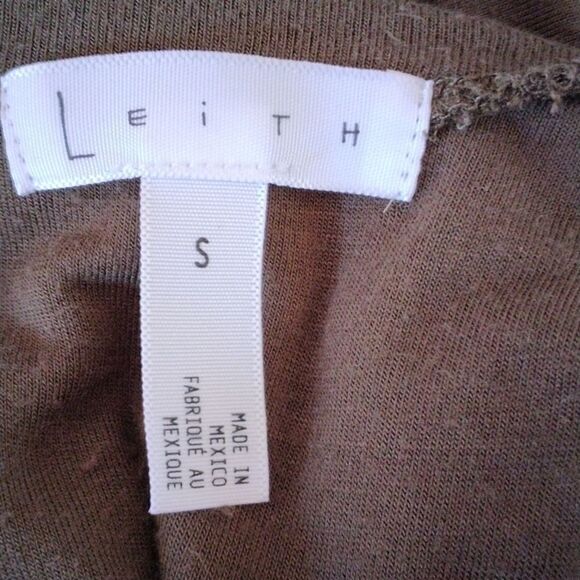 LEiTH
S
MADE IN
MEXICO
FABRIQUÉ AU
MEXIQUE